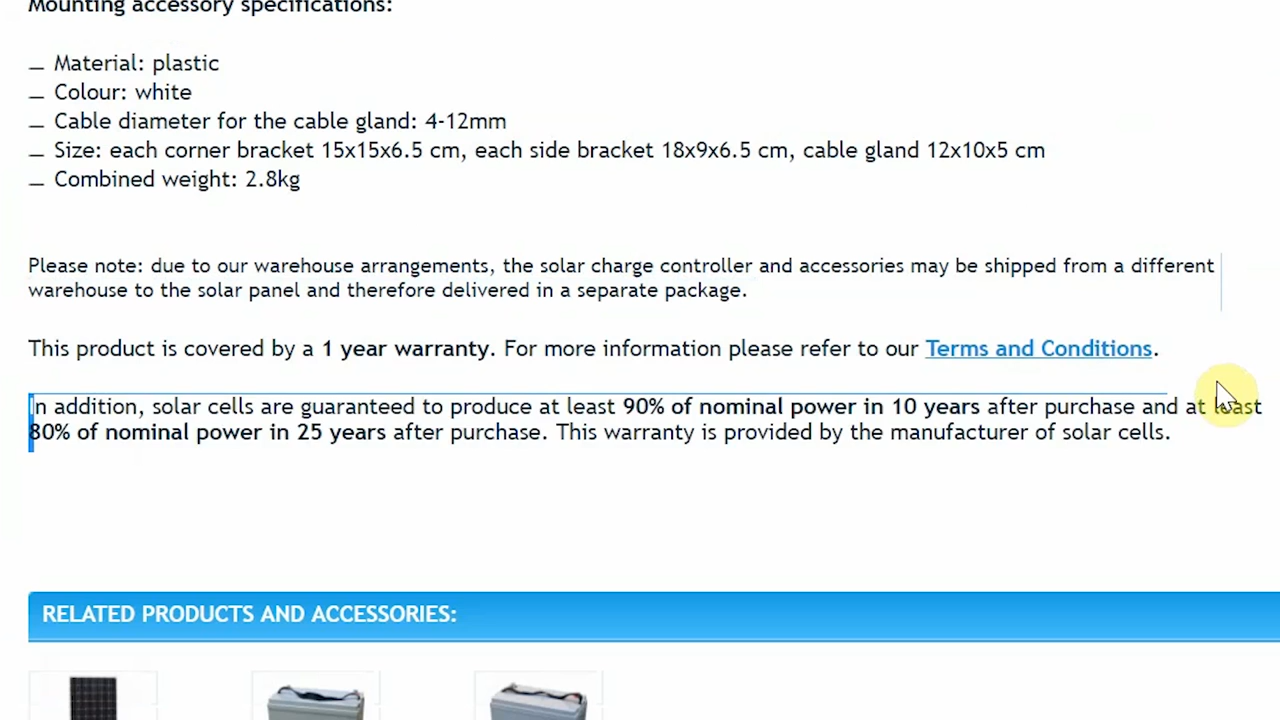 Mounting accessory specifications:
– Material: plastic
– Colour: white
– Cable diameter for the cable gland: 4-12mm
– Size: each corner bracket 15x15x6.5 cm, each side bracket 18x9x6.5 cm, cable gland 12x10x5 cm
– Combined weight: 2.8kg
Please note: due to our warehouse arrangements, the solar charge controller and accessories may be shipped from a different
warehouse to the solar panel and therefore delivered in a separate package.
This product is covered by a 1 year warranty. For more information please refer to our Terms and Conditions.
In addition, solar cells are guaranteed to produce at least 90% of nominal power in 10 years after purchase and at least
80% of nominal power in 25 years after purchase. This warranty is provided by the manufacturer of solar cells.
RELATED PRODUCTS AND ACCESSORIES: